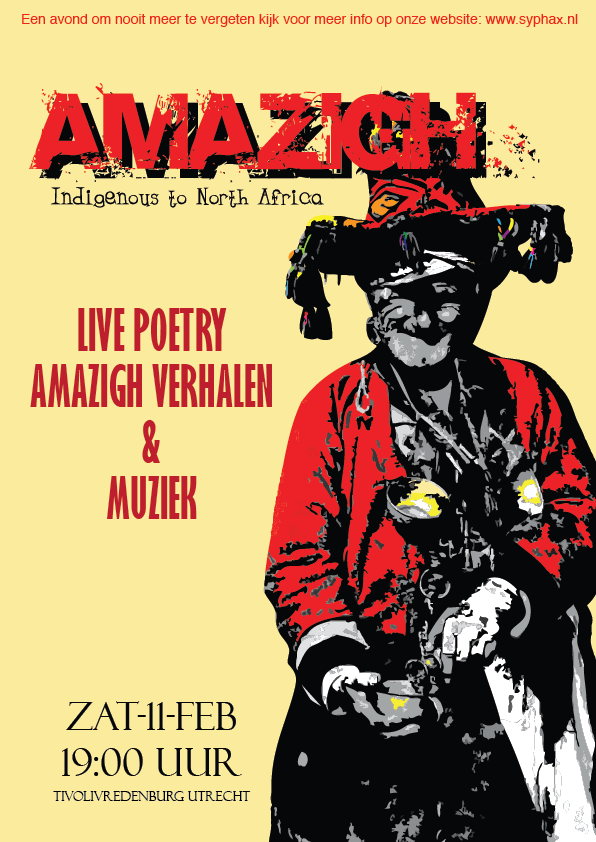 Een avond om nooit meer te vergeten kijk voor meer info op onze website: www.syphax.nl
AMAZIGH
Indigenous to North Africa
LIVE POETRY
AMAZIGH VERHALEN
&
MUZIEK
ZAT-11-FEB
19:00 UUR
TIVOLIVREDENBURG UTRECHT